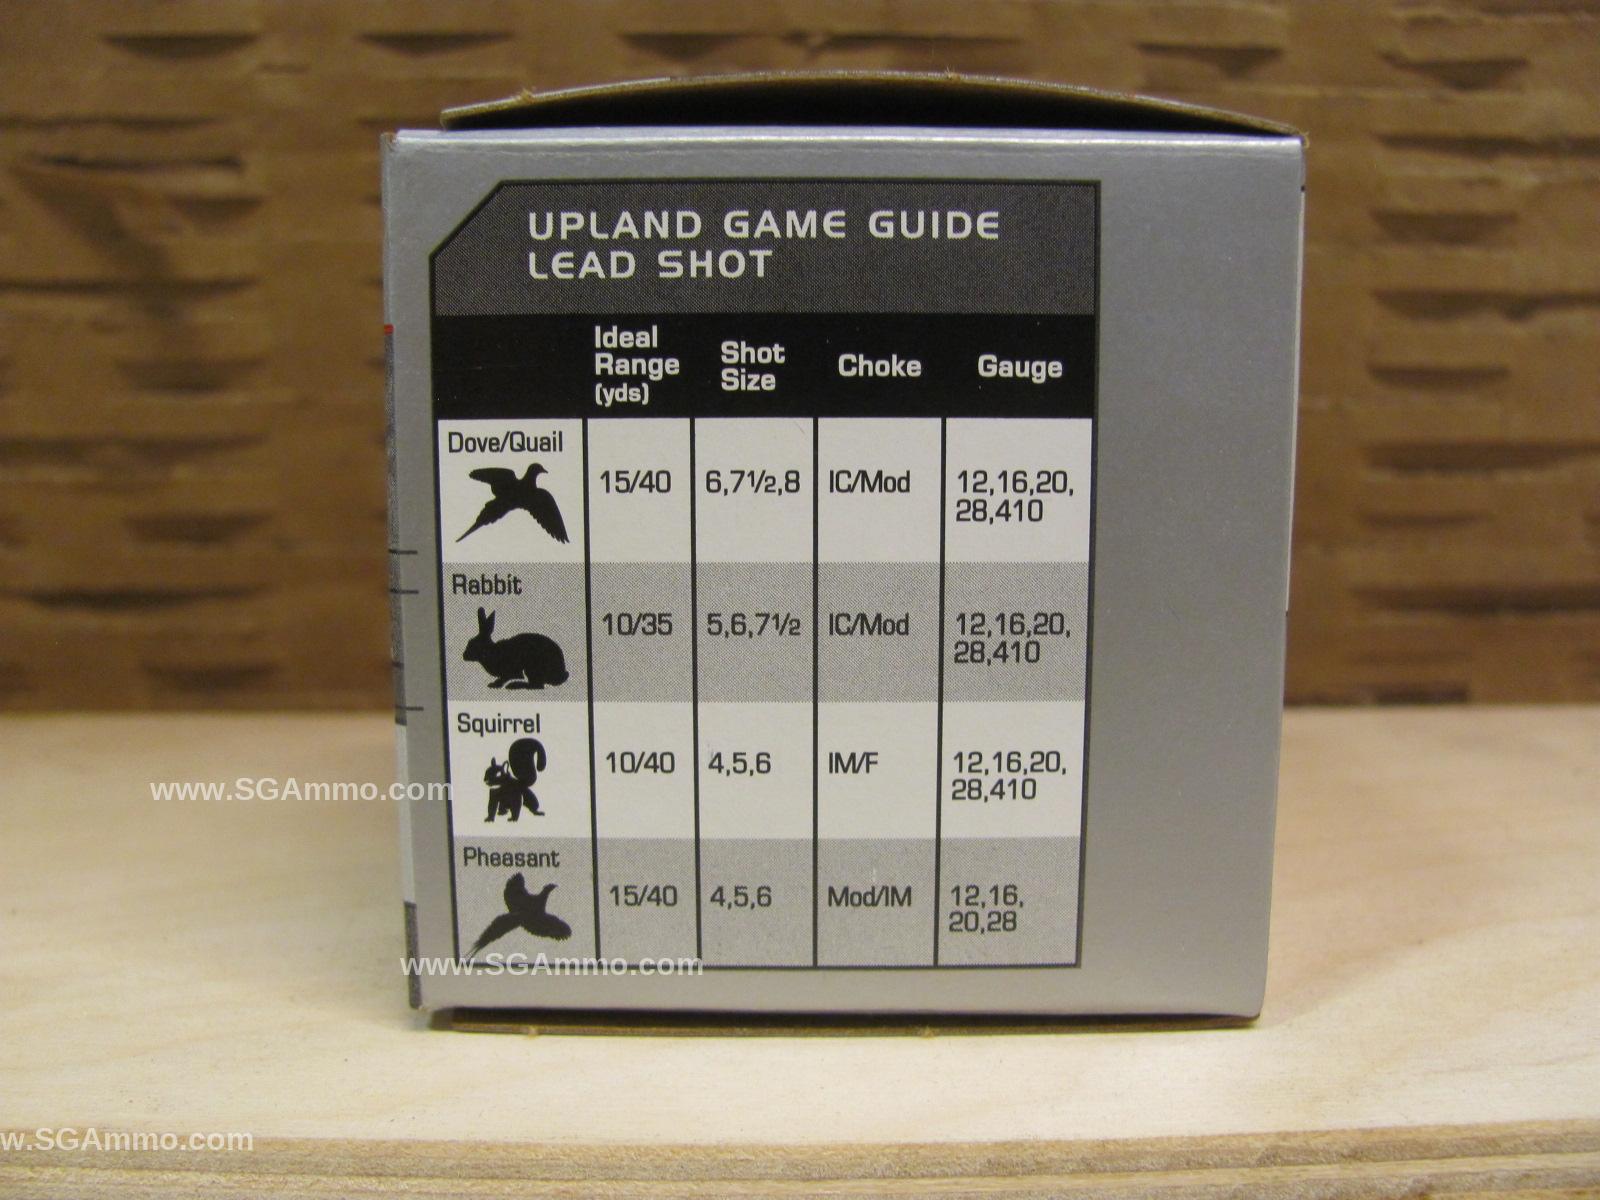 UPLAND GAME GUIDE
LEAD SHOT
Ideal
Range
(yds)
Shot
Size
Choke
Gauge
Dove/Quail
15/40
6,7½,8
IC/Mod
12,16,20,
28,410
Rabbit
10/35
5,6,7½
IC/Mod
12,16,20,
28,410
Squirrel
10/40
4,5,6
IM/F
12,16,20,
28,410
Pheasant
15/40
4,5,6
Mod/IM
12,16,
20,28
www.SGAmmo.com
www.SGAmmo.com
w.SGAmmo.com